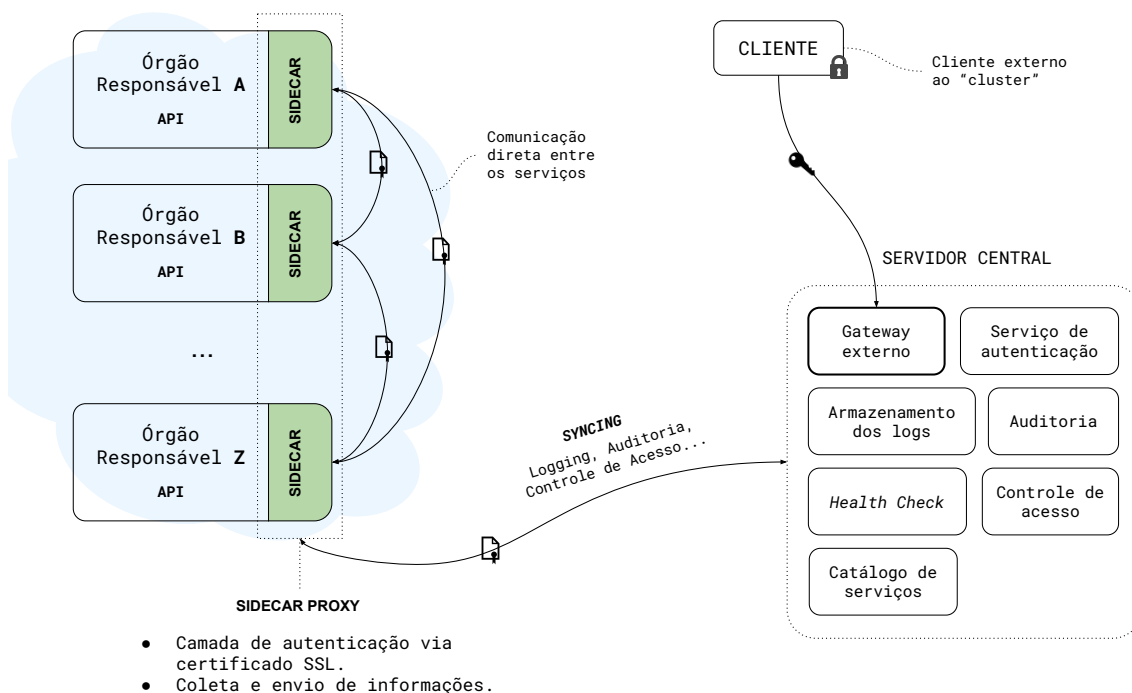 Órgão
Responsável A
API
SIDECAR
Órgão
Responsável B
API
SIDECAR
...
Órgão
Responsável Z
API
SIDECAR
Comunicação
direta entre
os serviços
CLIENTE
Cliente externo
ao “cluster”
SERVIDOR CENTRAL
Gateway
externo
Serviço de
autenticação
Armazenamento
dos logs
Auditoria
Health Check
Controle de
acesso
Catálogo de
serviços
SYNCING
Logging, Auditoria,
Controle de Acesso...
SIDECAR PROXY
● Camada de autenticação via
certificado SSL.
● Coleta e envio de informações.